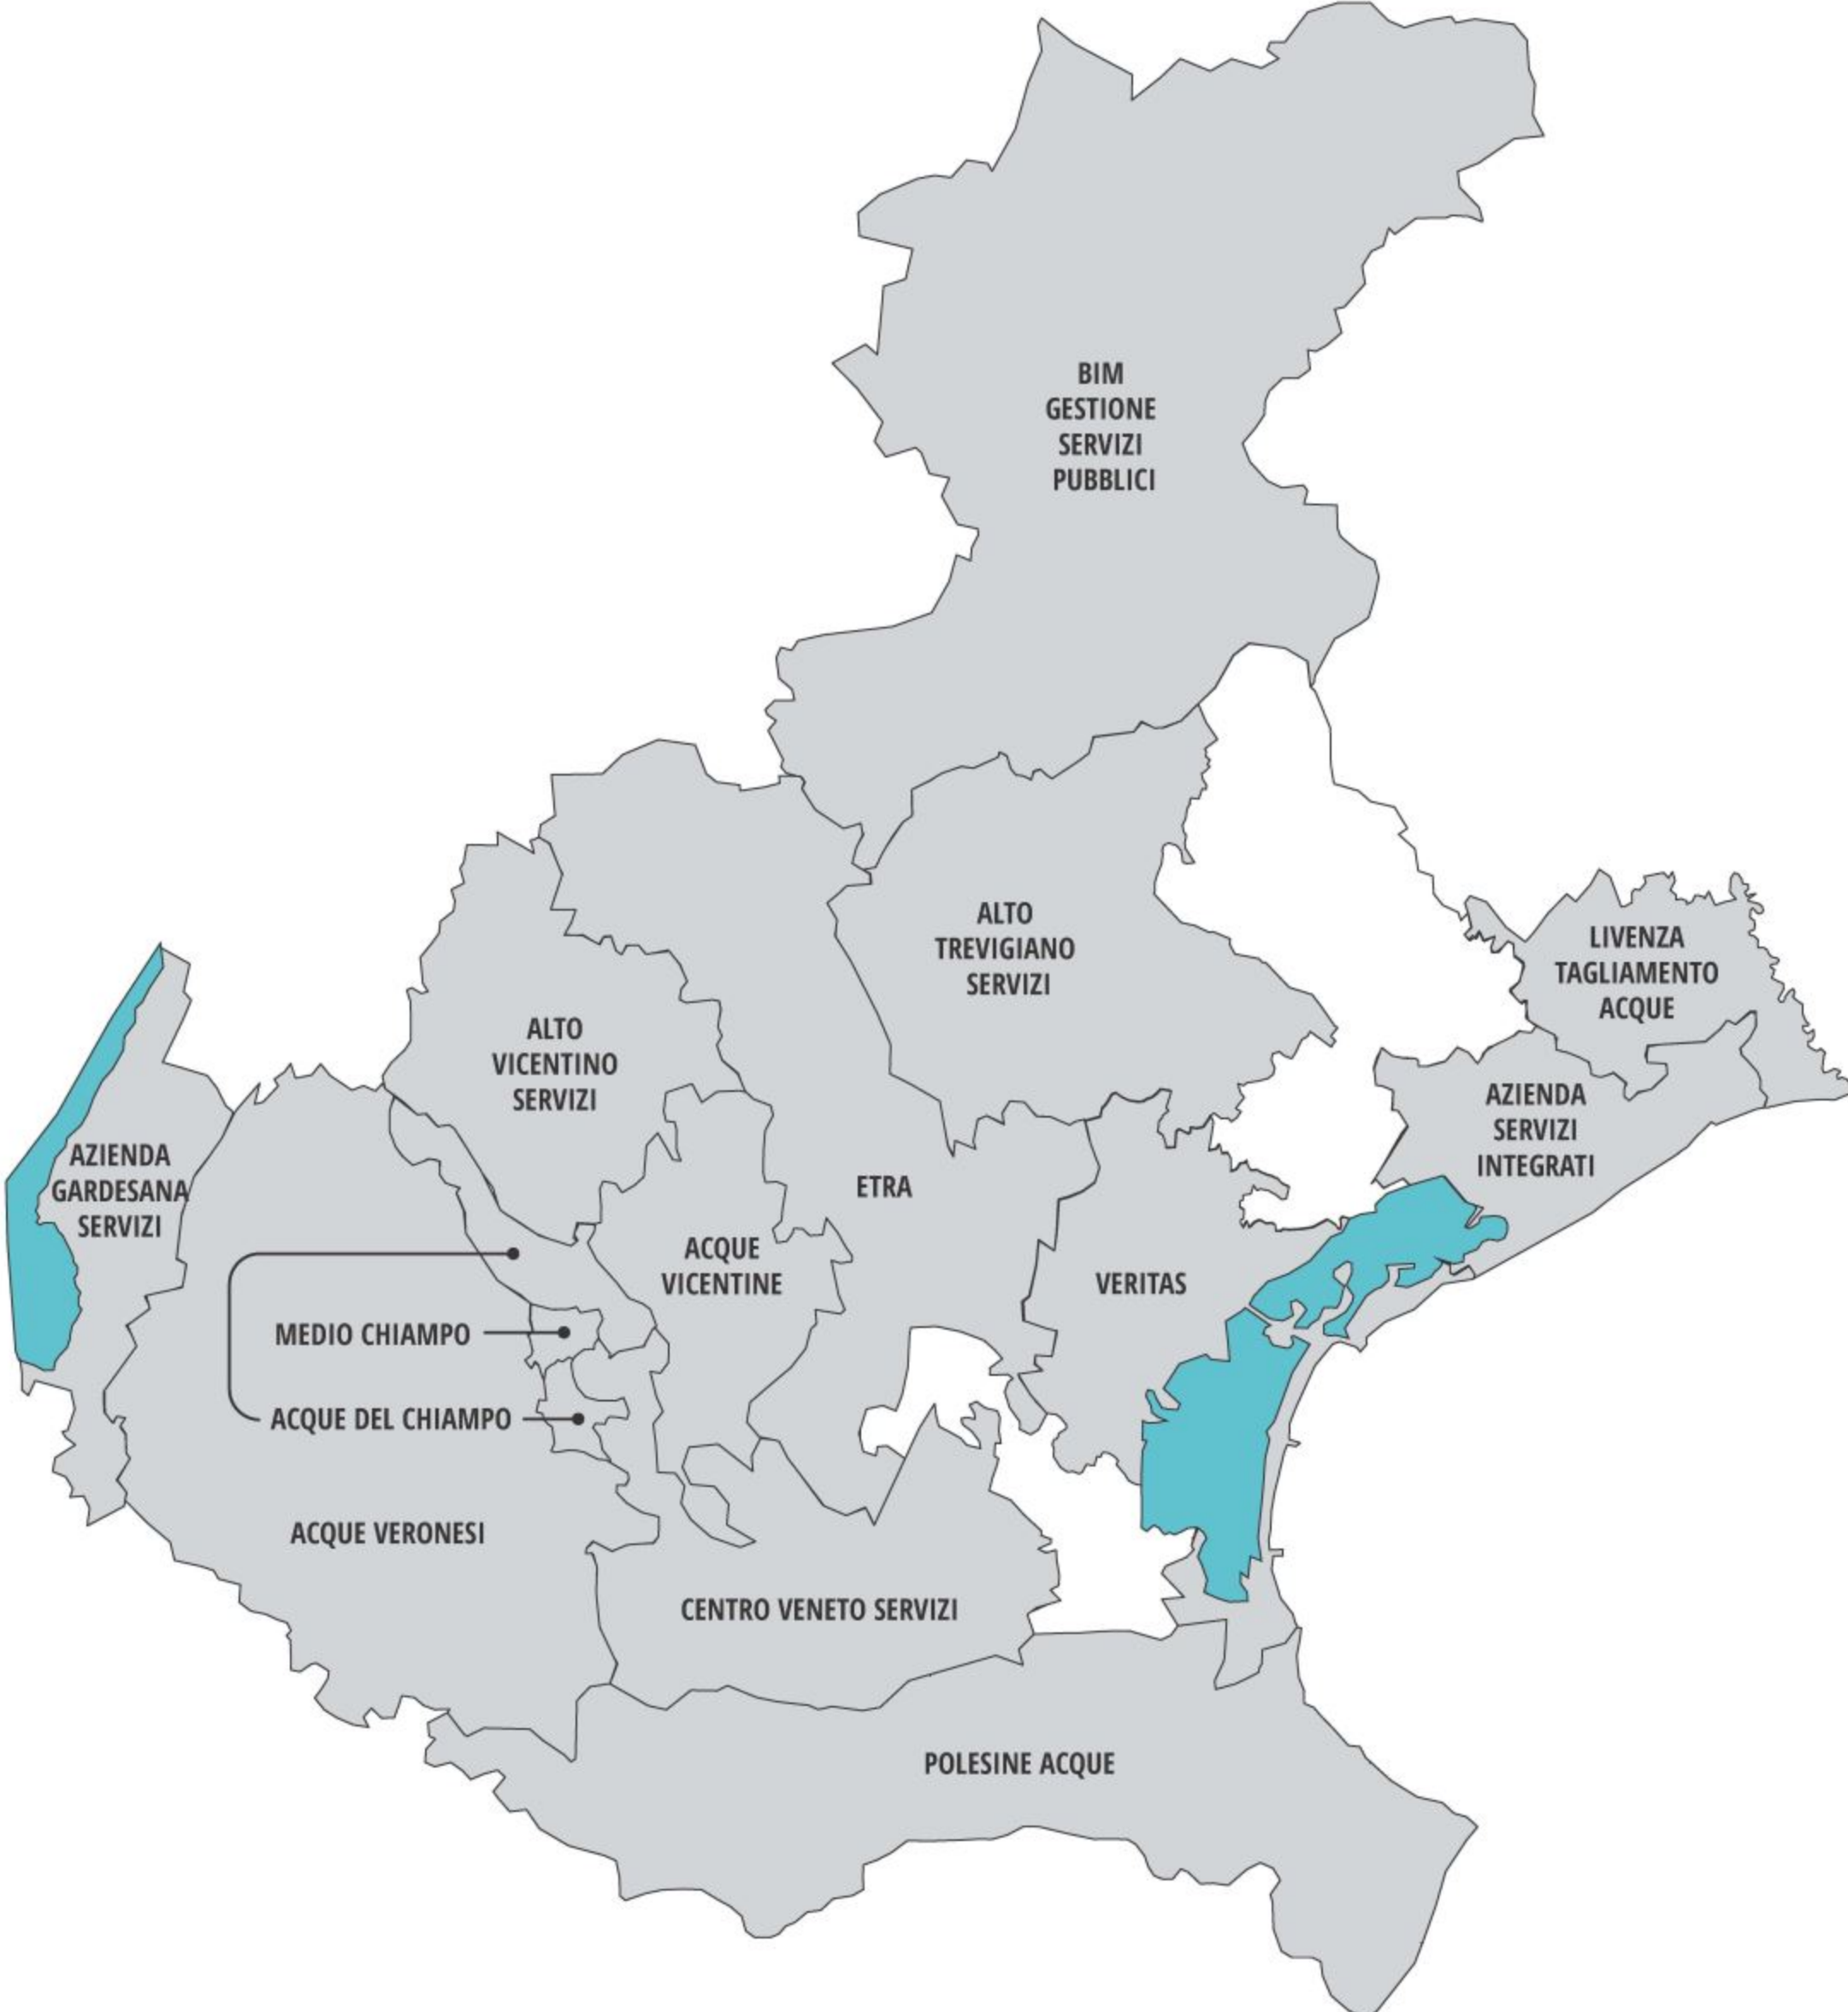 BIM
GESTIONE
SERVIZI
PUBBLICI
ALTO
TREVIGIANO
SERVIZI
LIVENZA
TAGLIAMENTO
ACQUE
ALTO
VICENTINO
SERVIZI
AZIENDA
SERVIZI
INTEGRATI
AZIENDA
GARDESANA
SERVIZI
ETRA
ACQUE
VICENTINE
VERITAS
MEDIO CHIAMPO
ACQUE DEL CHIAMPO
ACQUE VERONESI
CENTRO VENETO SERVIZI
POLESINE ACQUE